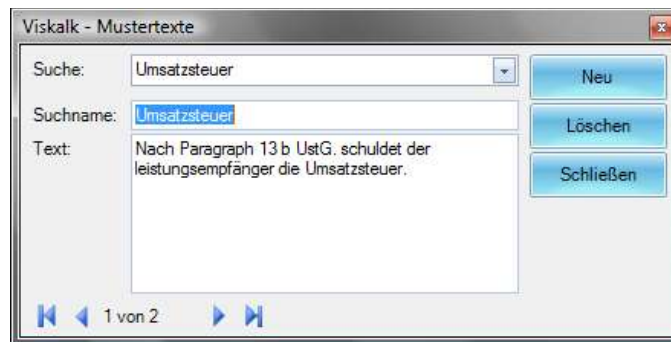 Viskalk - Mustertexte
Suche:
Umsatzsteuer
Neu
Suchname:
Umsatzsteuer
Löschen
Text:
Nach Paragraph 13 b UstG. schuldet der
leistungsempfänger die Umsatzsteuer.
Schließen
1 von 2